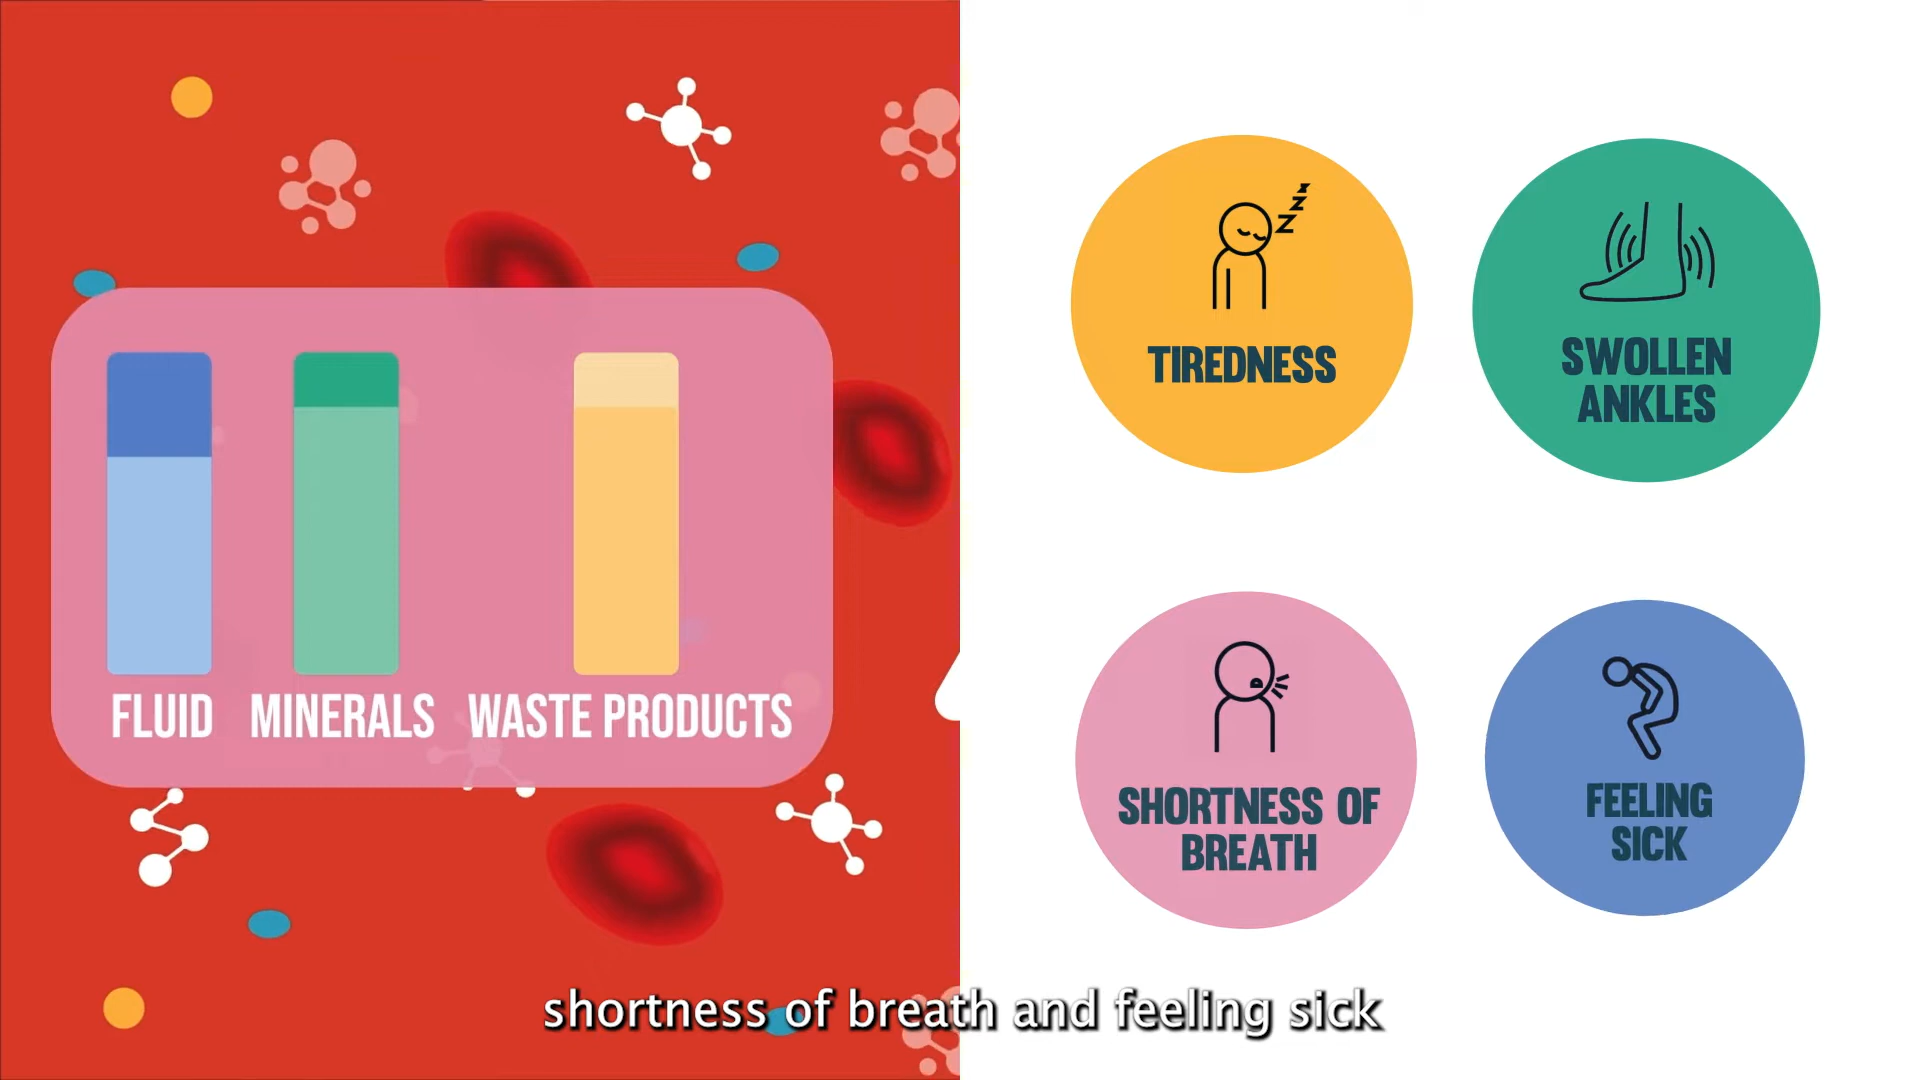 FLUID
MINERALS
WASTE PRODUCTS
Z Z Z
TIREDNESS
SWOLLEN
ANKLES
SHORTNESS OF
BREATH
FEELING
SICK
shortness of breath and feeling sick